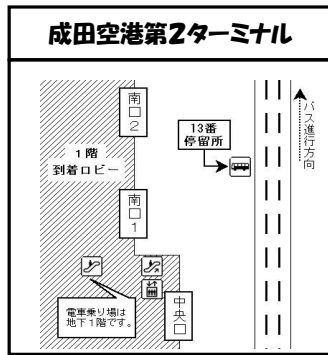 成田空港第2ターミナル
南口2
13番
停留所
バス進行方向
1階
到着ロビー
南口1
電車乗り場は
地下1階です。
中央口